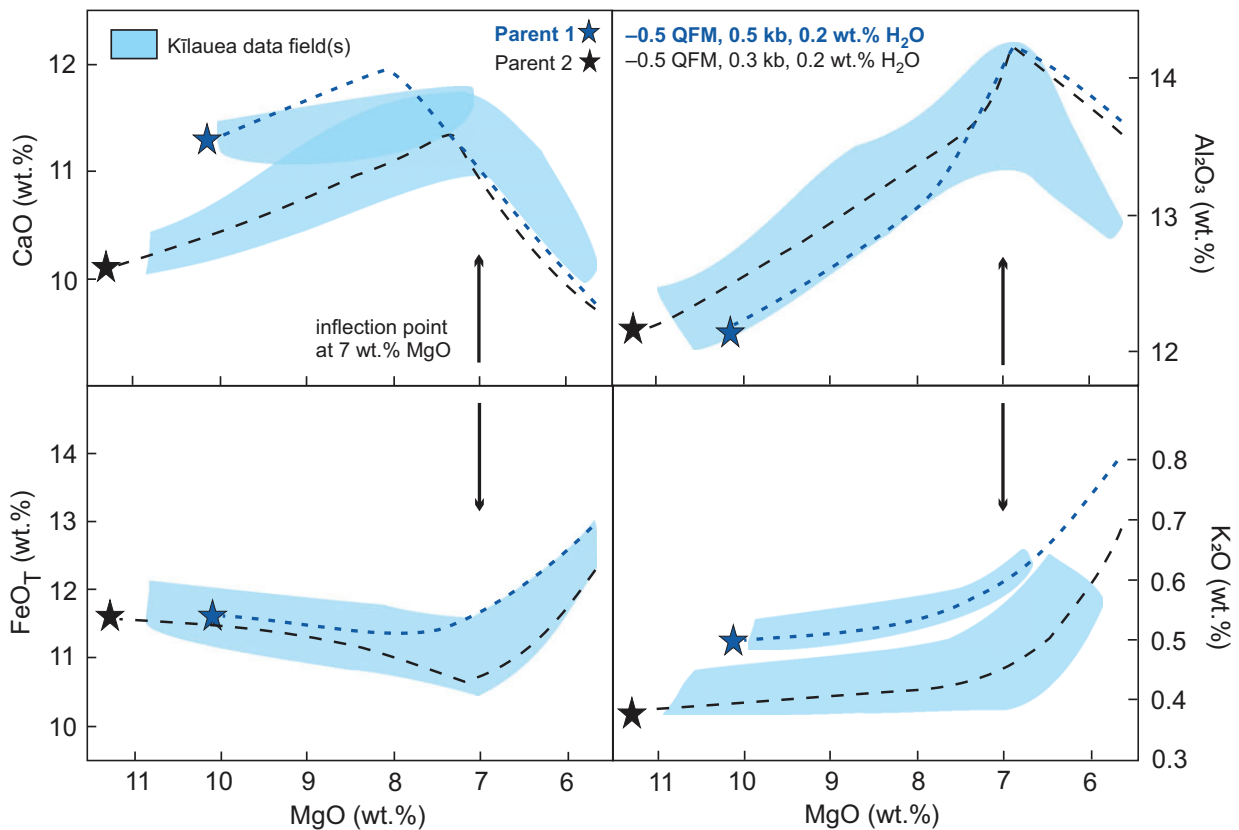 Kīlauea data field(s)
Parent 1
Parent 2
–0.5 QFM, 0.5 kb, 0.2 wt.% H₂O
–0.5 QFM, 0.3 kb, 0.2 wt.% H₂O
12
11
10
CaO (wt.%)
inflection point
at 7 wt.% MgO
14
13
12
Al₂O₃ (wt.%)
14
13
12
11
10
FeO_T (wt.%)
0.8
0.7
0.6
0.5
0.4
0.3
K₂O (wt.%)
11 10 9 8 7 6
MgO (wt.%)
11 10 9 8 7 6
MgO (wt.%)